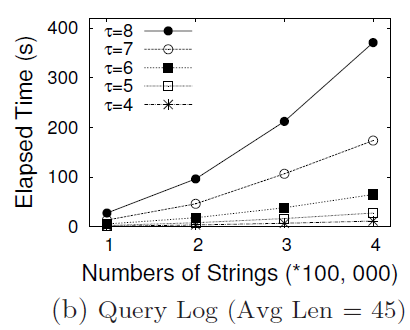 Elapsed Time (s)
400
300
200
100
0
τ=8
τ=7
τ=6
τ=5
τ=4
1 2 3 4
Numbers of Strings (*100, 000)
(b) Query Log (Avg Len = 45)